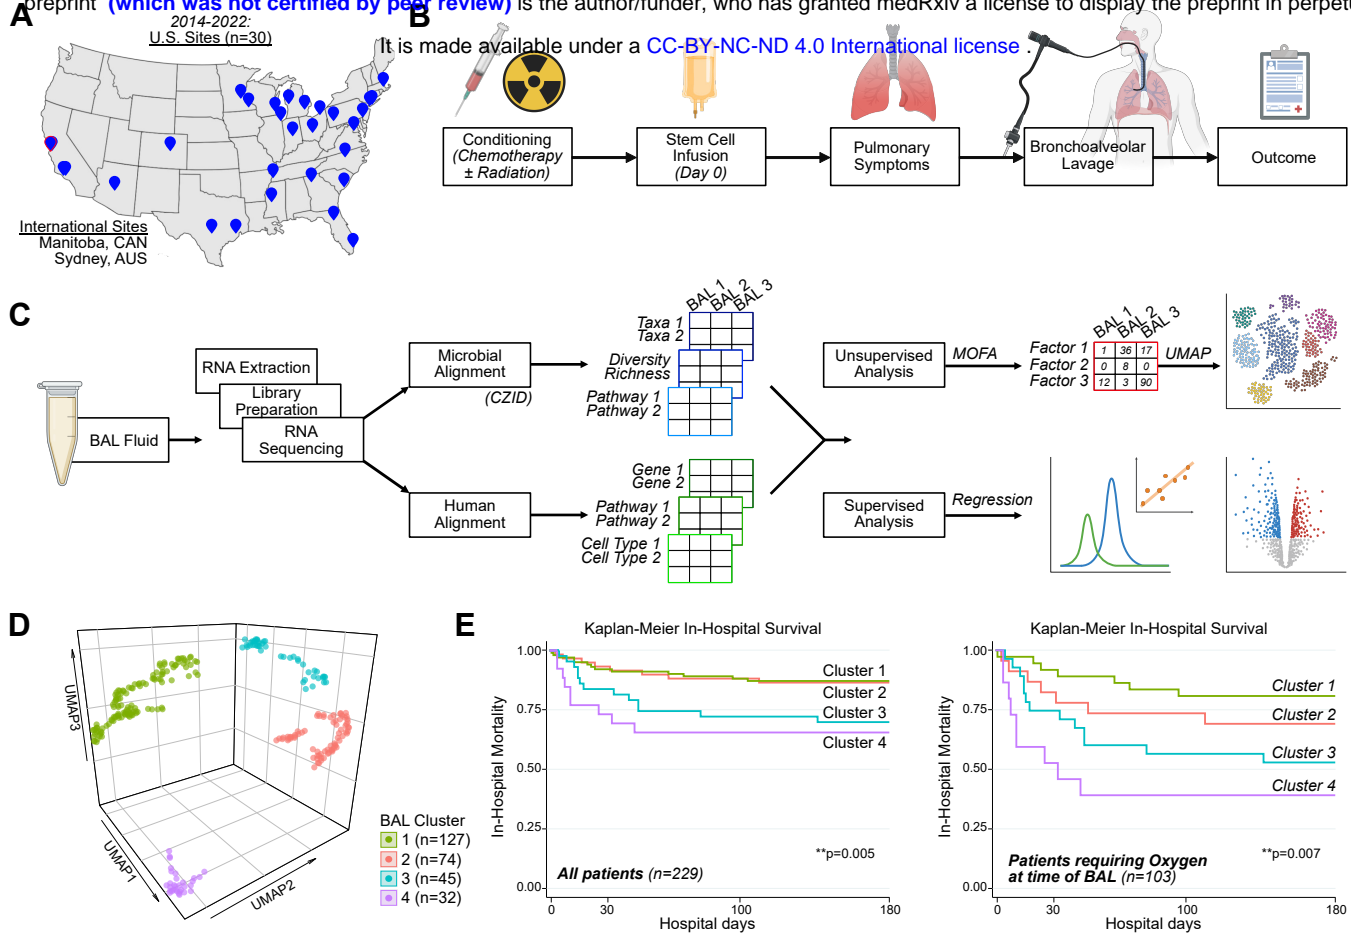 preprint (which was not certified by peer review) is the author/funder, who has granted medRxiv a license to display the preprint in
It is made available under a CC-BY-NC-ND 4.0 International license .
A
2014-2022:
U.S. Sites (n=30)
International Sites
Manitoba, CAN
Sydney, AUS
B
Conditioning
(Chemotherapy
± Radiation)
Stem Cell
Infusion
(Day 0)
Pulmonary
Symptoms
Bronchoalveolar
Lavage
Outcome
C
BAL Fluid
RNA Extraction
Library
Preparation
RNA
Sequencing
Microbial
Alignment
(CZID)
Human
Alignment
BAL 1
BAL 2
BAL 3
Taxa 1
Taxa 2
Diversity
Richness
Pathway 1
Pathway 2
Gene 1
Gene 2
Pathway 1
Pathway 2
Cell Type 1
Cell Type 2
Unsupervised
Analysis
MOFA
BAL 1
BAL 2
BAL 3
Factor 1 1 36 17
Factor 2 0 8 0
Factor 3 12 3 90
UMAP
Supervised
Analysis
Regression
D
UMAP3
UMAP1
UMAP2
BAL Cluster
1 (n=127)
2 (n=74)
3 (n=45)
4 (n=32)
E
Kaplan-Meier In-Hospital Survival
In-Hospital Mortality
1.00
0.75
0.50
0.25
0.00
Cluster 1
Cluster 2
Cluster 3
Cluster 4
**p=0.005
All patients (n=229)
0 30 100 180
Hospital days
Kaplan-Meier In-Hospital Survival
In-Hospital Mortality
1.00
0.75
0.50
0.25
0.00
Cluster 1
Cluster 2
Cluster 3
Cluster 4
**p=0.007
Patients requiring Oxygen
at time of BAL (n=103)
0 30 100 180
Hospital days